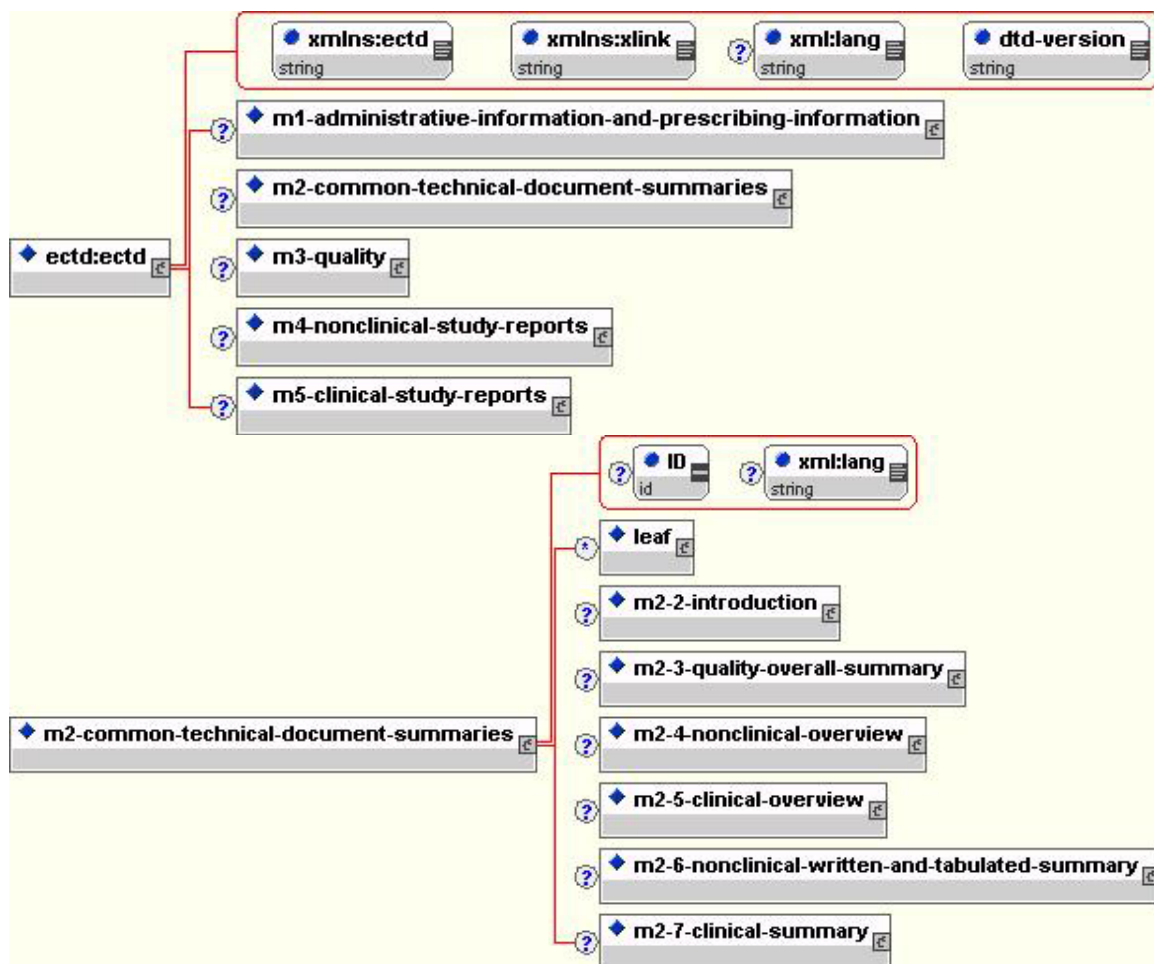 xmlns:ectd xmlns:xlink ? xml:lang dtd-version
string string string string
? m1-administrative-information-and-prescribing-information
? m2-common-technical-document-summaries
ectd:ectd
? m3-quality
? m4-nonclinical-study-reports
? m5-clinical-study-reports
? ID ? xml:lang
id string
* leaf
? m2-2-introduction
? m2-3-quality-overall-summary
m2-common-technical-document-summaries
? m2-4-nonclinical-overview
? m2-5-clinical-overview
? m2-6-nonclinical-written-and-tabulated-summary
? m2-7-clinical-summary